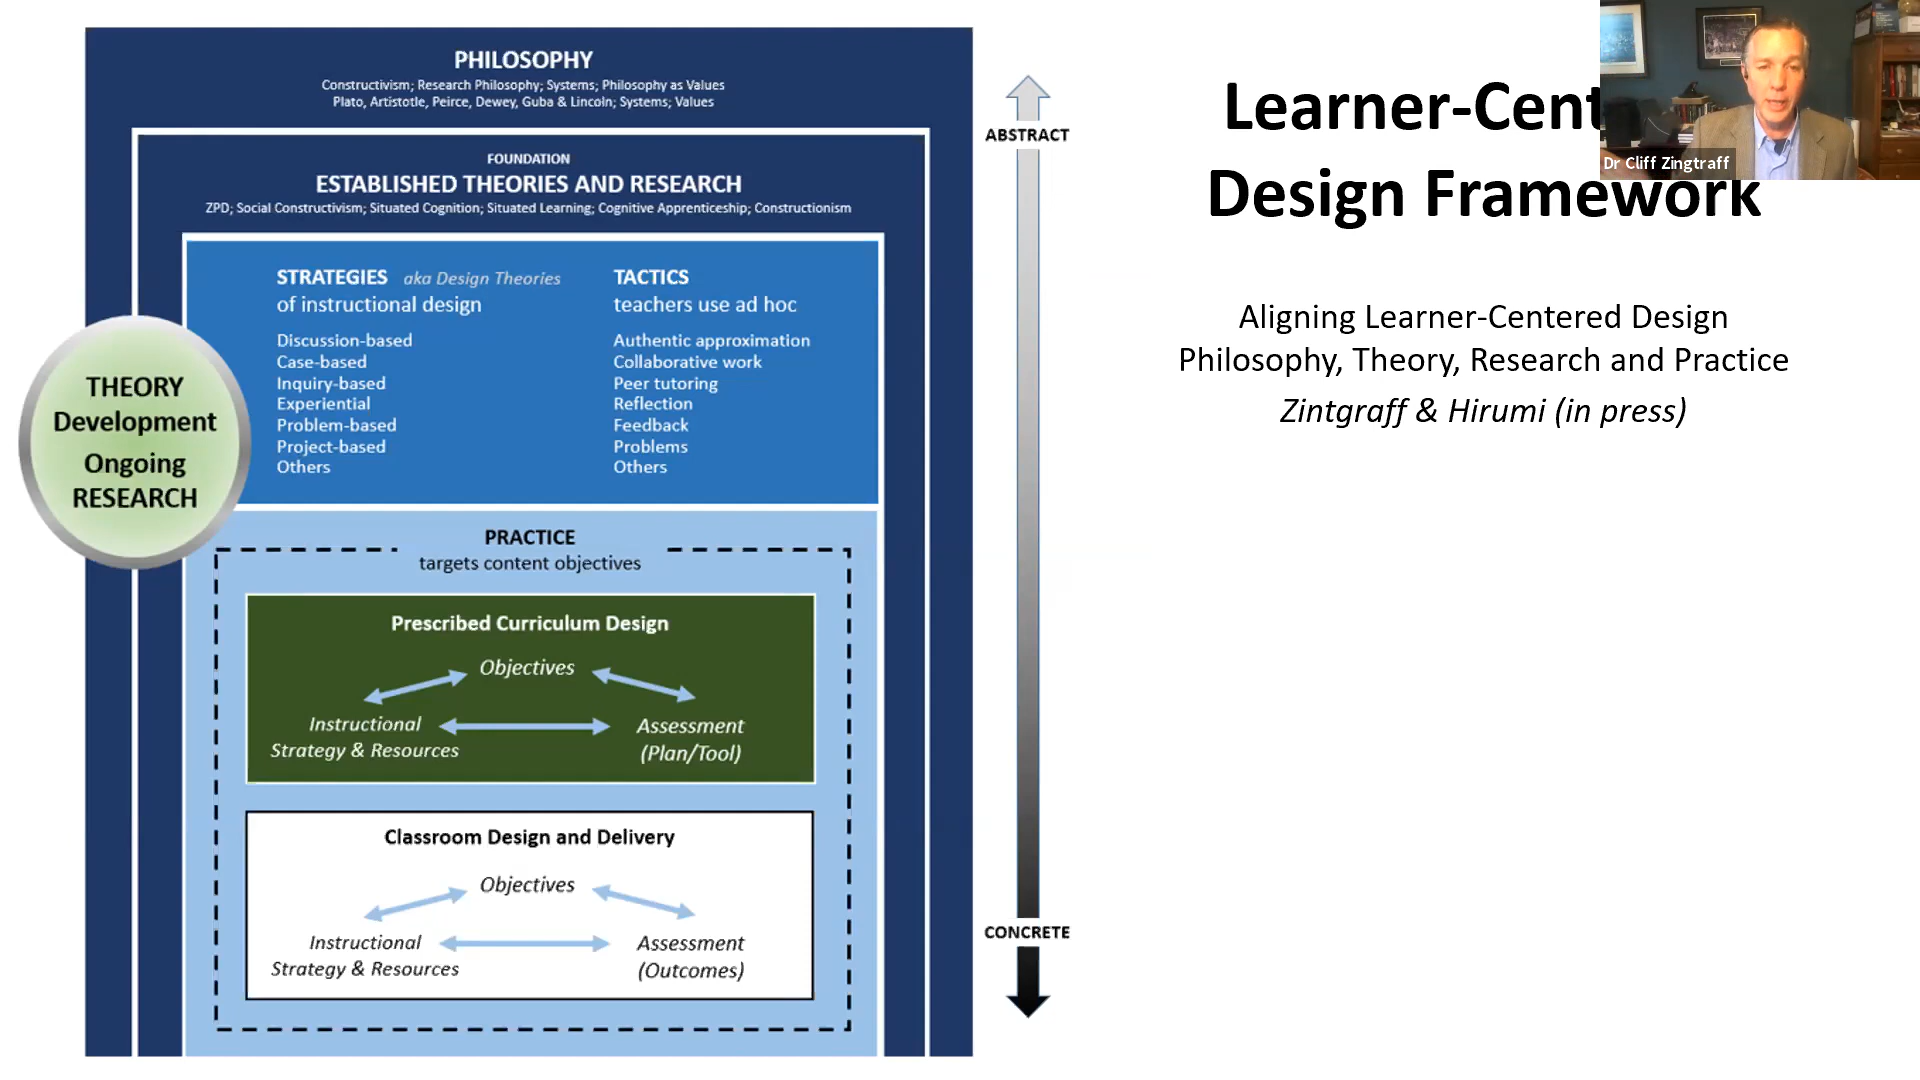 PHILOSOPHY
Constructivism; Research Philosophy; Systems; Philosophy as Values
Plato, Artistotle, Peirce, Dewey, Guba & Lincoln; Systems; Values
FOUNDATION
ESTABLISHED THEORIES AND RESEARCH
ZPD; Social Constructivism; Situated Cognition; Situated Learning; Cognitive Apprenticeship; Constructionism
STRATEGIES aka Design Theories
of instructional design
Discussion-based
Case-based
Inquiry-based
Experiential
Problem-based
Project-based
Others
TACTICS
teachers use ad hoc
Authentic approximation
Collaborative work
Peer tutoring
Reflection
Feedback
Problems
Others
THEORY
Development
Ongoing
RESEARCH
PRACTICE
targets content objectives
Prescribed Curriculum Design
Objectives
Instructional
Strategy & Resources
Assessment
(Plan/Tool)
Classroom Design and Delivery
Objectives
Instructional
Strategy & Resources
Assessment
(Outcomes)
ABSTRACT
CONCRETE
Learner-Cent
Design Framework
Aligning Learner-Centered Design
Philosophy, Theory, Research and Practice
Zintgraff & Hirumi (in press)
Dr Cliff Zingtraff